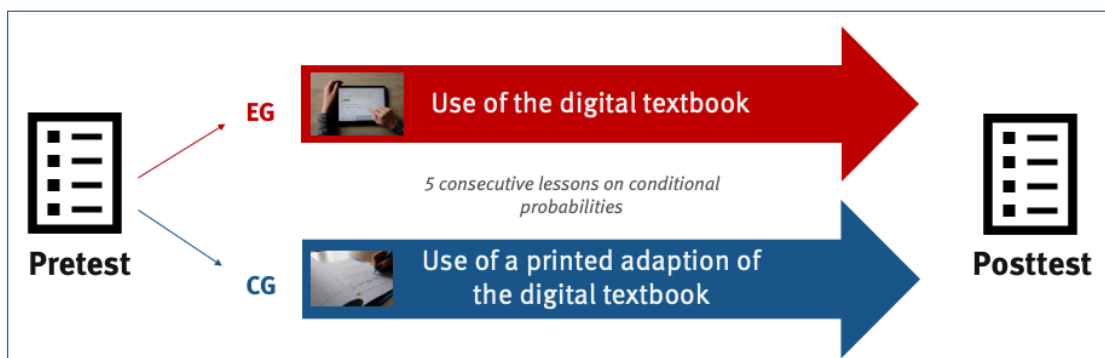 EG
Use of the digital textbook
5 consecutive lessons on conditional
probabilities
Pretest
Posttest
CG
Use of a printed adaption of
the digital textbook